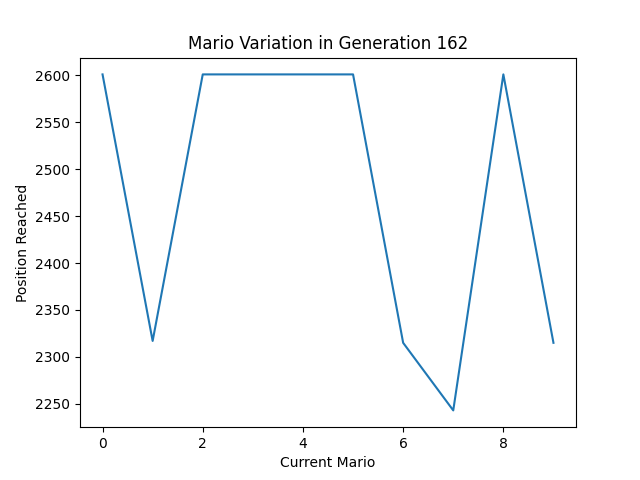 Mario Variation in Generation 162
Position Reached
2600
2550
2500
2450
2400
2350
2300
2250
0 2 4 6 8
Current Mario